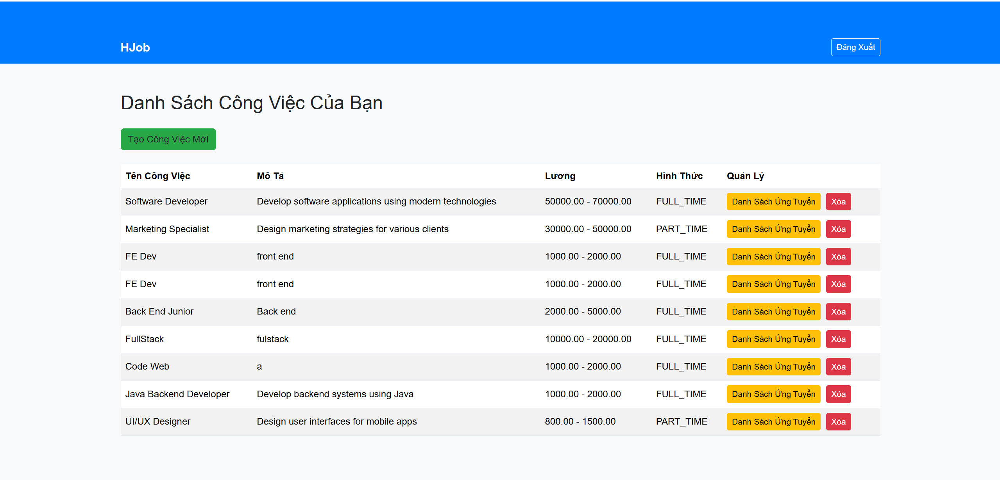 HJob Đăng Xuất
Danh Sách Công Việc Của Bạn
Tạo Công Việc Mới
Tên Công Việc Mô Tả Lương Hình Thức Quản Lý
Software Developer Develop software applications using modern technologies 50000.00 - 70000.00 FULL_TIME Danh Sách Ứng Tuyển Xóa
Marketing Specialist Design marketing strategies for various clients 30000.00 - 50000.00 PART_TIME Danh Sách Ứng Tuyển Xóa
FE Dev front end 1000.00 - 2000.00 FULL_TIME Danh Sách Ứng Tuyển Xóa
FE Dev front end 1000.00 - 2000.00 FULL_TIME Danh Sách Ứng Tuyển Xóa
Back End Junior Back end 2000.00 - 5000.00 FULL_TIME Danh Sách Ứng Tuyển Xóa
FullStack fulstack 10000.00 - 20000.00 FULL_TIME Danh Sách Ứng Tuyển Xóa
Code Web a 1000.00 - 2000.00 FULL_TIME Danh Sách Ứng Tuyển Xóa
Java Backend Developer Develop backend systems using Java 1000.00 - 2000.00 FULL_TIME Danh Sách Ứng Tuyển Xóa
UI/UX Designer Design user interfaces for mobile apps 800.00 - 1500.00 PART_TIME Danh Sách Ứng Tuyển Xóa